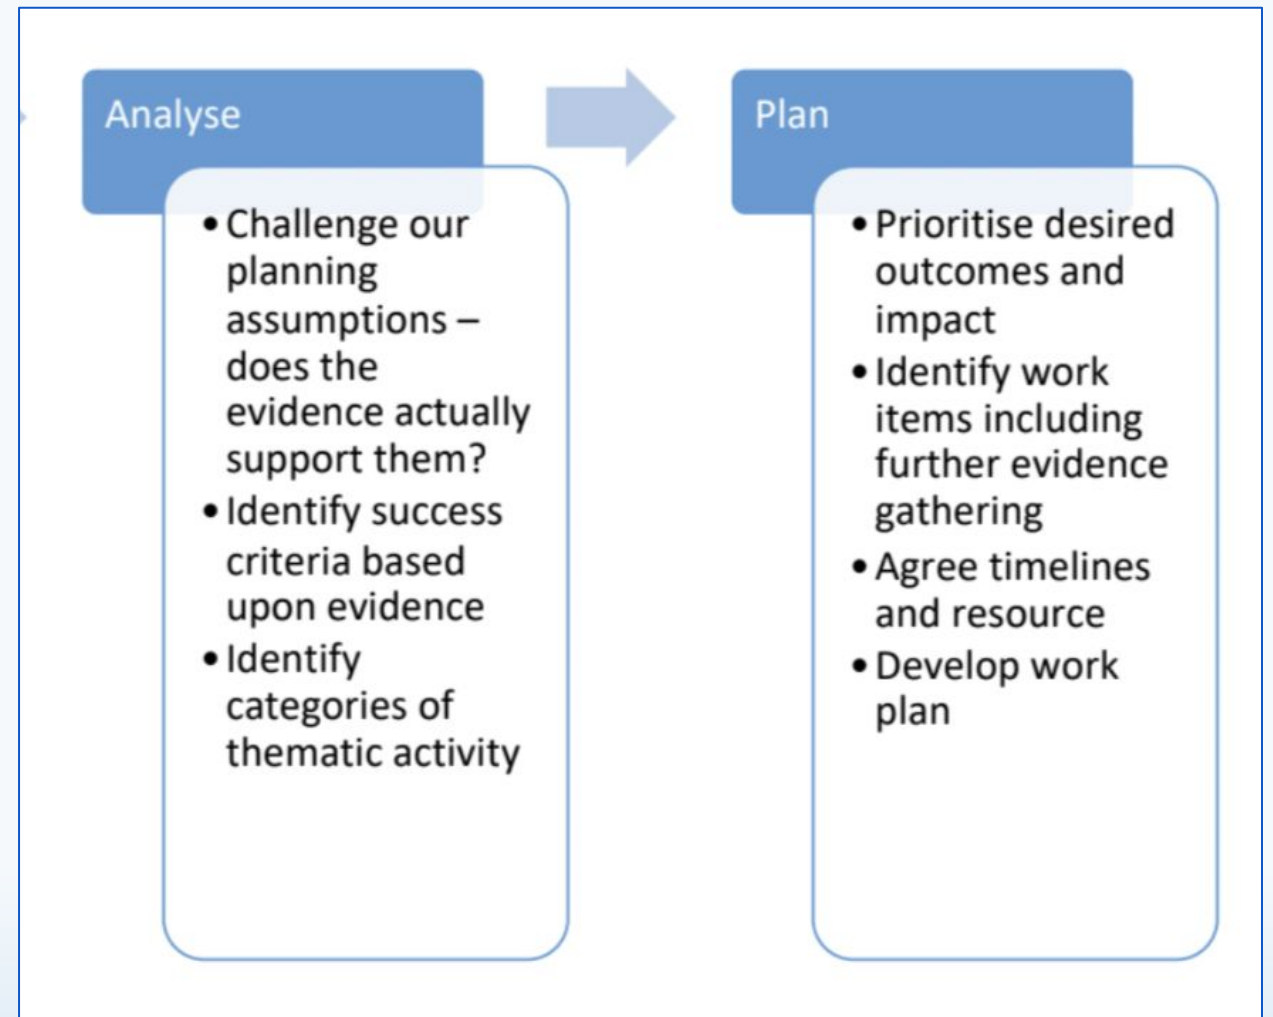 Analyse
• Challenge our
planning
assumptions –
does the
evidence actually
support them?
• Identify success
criteria based
upon evidence
• Identify
categories of
thematic activity
Plan
• Prioritise desired
outcomes and
impact
• Identify work
items including
further evidence
gathering
• Agree timelines
and resource
• Develop work
plan